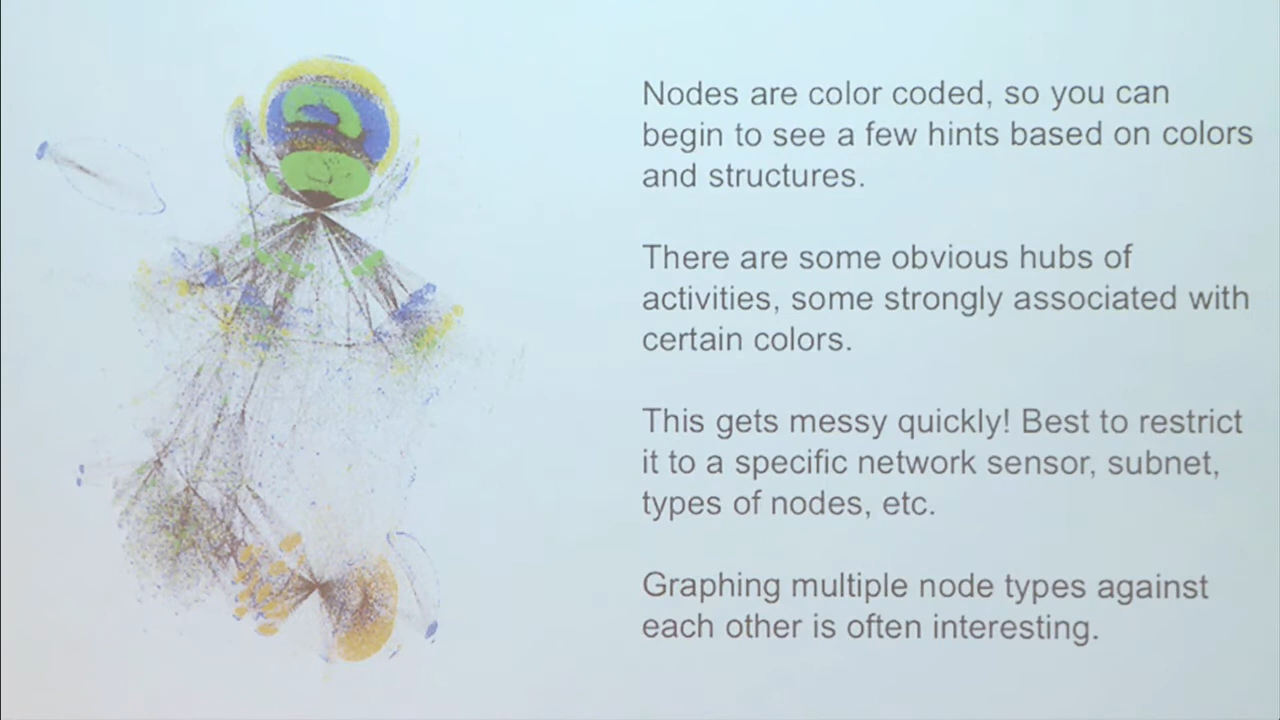 Nodes are color coded, so you can
begin to see a few hints based on colors
and structures.
There are some obvious hubs of
activities, some strongly associated with
certain colors.
This gets messy quickly! Best to restrict
it to a specific network sensor, subnet,
types of nodes, etc.
Graphing multiple node types against
each other is often interesting.